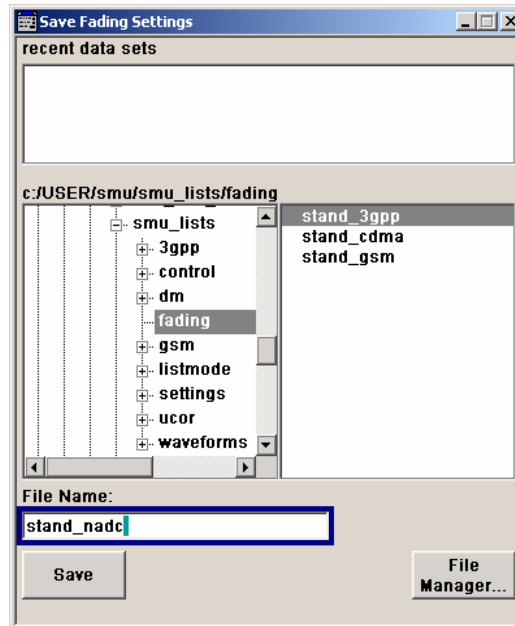 Save Fading Settings
recent data sets
c:/USER/smu/smu_lists/fading
smu_lists
3gpp
control
dm
fading
gsm
listmode
settings
ucor
waveforms
stand_3gpp
stand_cdma
stand_gsm
File Name:
stand_nadc
Save
File
Manager...